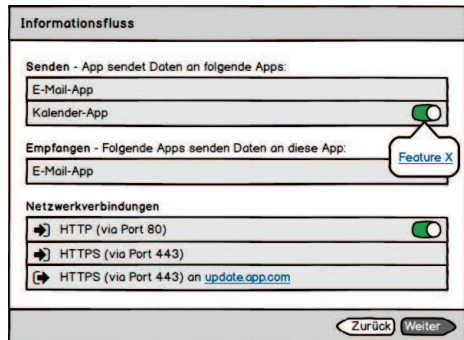 Informationsfluss
Senden - App sendet Daten an folgende Apps:
E-Mail-App
Kalender-App
Feature X
Empfangen - Folgende Apps senden Daten an diese App:
E-Mail-App
Netzwerkverbindungen
HTTP (via Port 80)
HTTPS (via Port 443)
HTTPS (via Port 443) an update.app.com
Zurück Weiter